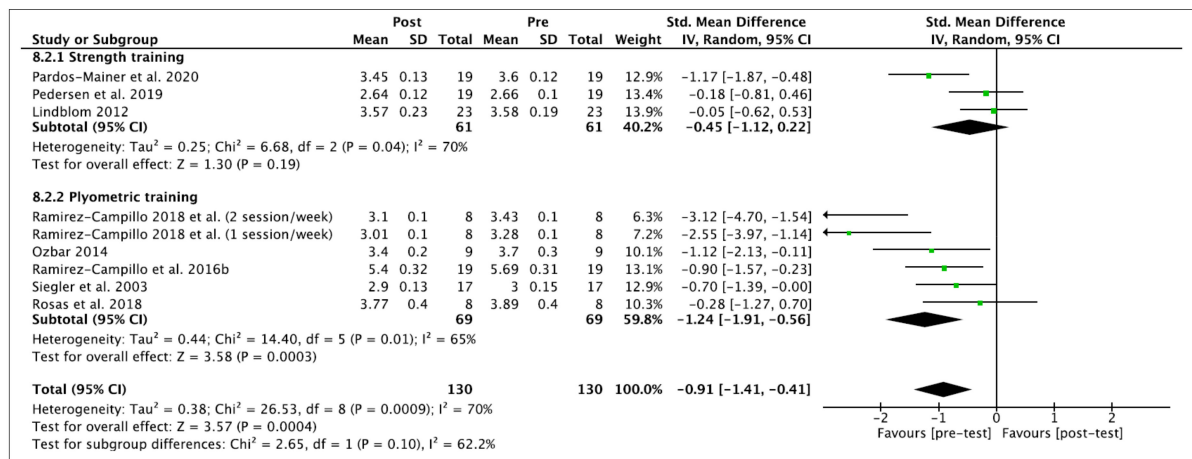 Post Pre Std. Mean Difference Std. Mean Difference
Study or Subgroup Mean SD Total Mean SD Total Weight IV, Random, 95% CI IV, Random, 95% CI
8.2.1 Strength training
Pardos-Mainer et al. 2020 3.45 0.13 19 3.6 0.12 19 12.9% -1.17 [-1.87, -0.48]
Pedersen et al. 2019 2.64 0.12 19 2.66 0.1 19 13.4% -0.18 [-0.81, 0.46]
Lindblom 2012 3.57 0.23 23 3.58 0.19 23 13.9% -0.05 [-0.62, 0.53]
Subtotal (95% CI) 61 61 40.2% -0.45 [-1.12, 0.22]
Heterogeneity: Tau² = 0.25; Chi² = 6.68, df = 2 (P = 0.04); I² = 70%
Test for overall effect: Z = 1.30 (P = 0.19)
8.2.2 Plyometric training
Ramirez-Campillo 2018 et al. (2 session/week) 3.1 0.1 8 3.43 0.1 8 6.3% -3.12 [-4.70, -1.54]
Ramirez-Campillo 2018 et al. (1 session/week) 3.01 0.1 8 3.28 0.1 8 7.2% -2.55 [-3.97, -1.14]
Ozbar 2014 3.4 0.2 9 3.7 0.3 9 10.1% -1.12 [-2.13, -0.11]
Ramirez-Campillo et al. 2016b 5.4 0.32 19 5.69 0.31 19 13.1% -0.90 [-1.57, -0.23]
Siegler et al. 2003 2.9 0.13 17 3 0.15 17 12.9% -0.70 [-1.39, -0.00]
Rosas et al. 2018 3.77 0.4 8 3.89 0.4 8 10.3% -0.28 [-1.27, 0.70]
Subtotal (95% CI) 69 69 59.8% -1.24 [-1.91, -0.56]
Heterogeneity: Tau² = 0.44; Chi² = 14.40, df = 5 (P = 0.01); I² = 65%
Test for overall effect: Z = 3.58 (P = 0.0003)
Total (95% CI) 130 130 100.0% -0.91 [-1.41, -0.41]
Heterogeneity: Tau² = 0.38; Chi² = 26.53, df = 8 (P = 0.0009); I² = 70%
Test for overall effect: Z = 3.57 (P = 0.0004)
Test for subgroup differences: Chi² = 2.65, df = 1 (P = 0.10), I² = 62.2%
-2 -1 0 1 2
Favours [pre-test] Favours [post-test]